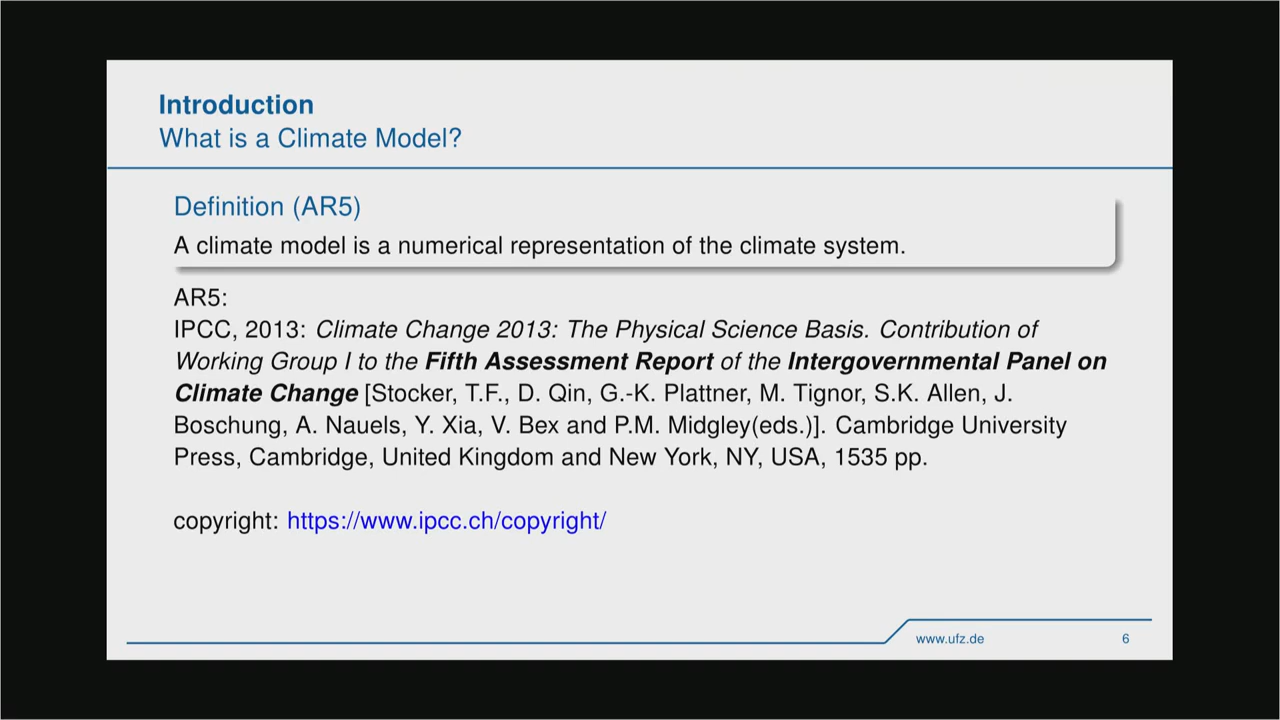 Introduction
What is a Climate Model?
Definition (AR5)
A climate model is a numerical representation of the climate system.
AR5:
IPCC, 2013: Climate Change 2013: The Physical Science Basis. Contribution of
Working Group I to the Fifth Assessment Report of the Intergovernmental Panel on
Climate Change [Stocker, T.F., D. Qin, G.-K. Plattner, M. Tignor, S.K. Allen, J.
Boschung, A. Nauels, Y. Xia, V. Bex and P.M. Midgley(eds.)]. Cambridge University
Press, Cambridge, United Kingdom and New York, NY, USA, 1535 pp.
copyright: https://www.ipcc.ch/copyright/
www.ufz.de 6